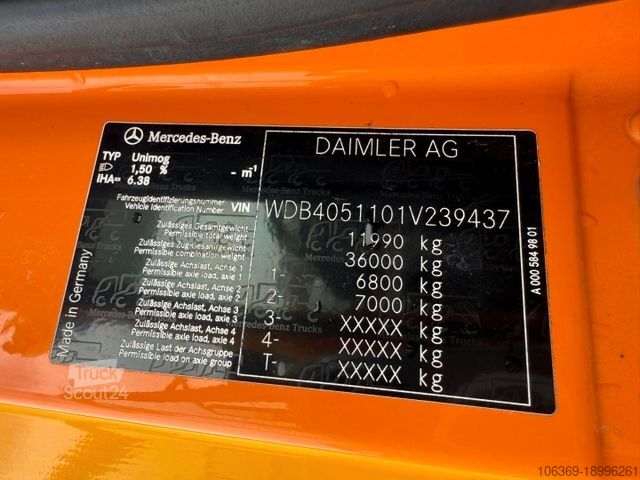 Mercedes-Benz
TYP Unimog
1,50 % - m⁻¹
IHA= 6.38
Fahrzeugidentifizierungsnummer
Vehicle Identification Number VIN
Zulässiges Gesamtgewicht
Permissible total weight
Zulässiges Zug-Gesamtgewicht
Permissible combination weight
Zulässige Achslast, Achse 1
Permissible axle load, axle 1
Zulässige Achslast, Achse 2
Permissible axle load, axle 2
Zulässige Achslast, Achse 3
Permissible axle load, axle 3
Zulässige Achslast, Achse 4
Permissible axle load, axle 4
Zulässige Last der Achsgruppe
Permissible load on axle group
DAIMLER AG
WDB4051101V239437
11990 kg
36000 kg
1- 6800 kg
2- 7000 kg
3- XXXXX kg
4- XXXXX kg
T- XXXXX kg
Made in Germany
A 000 584 98 01
Mercedes-Benz Trucks
Truck
Scout24
106369-18996261